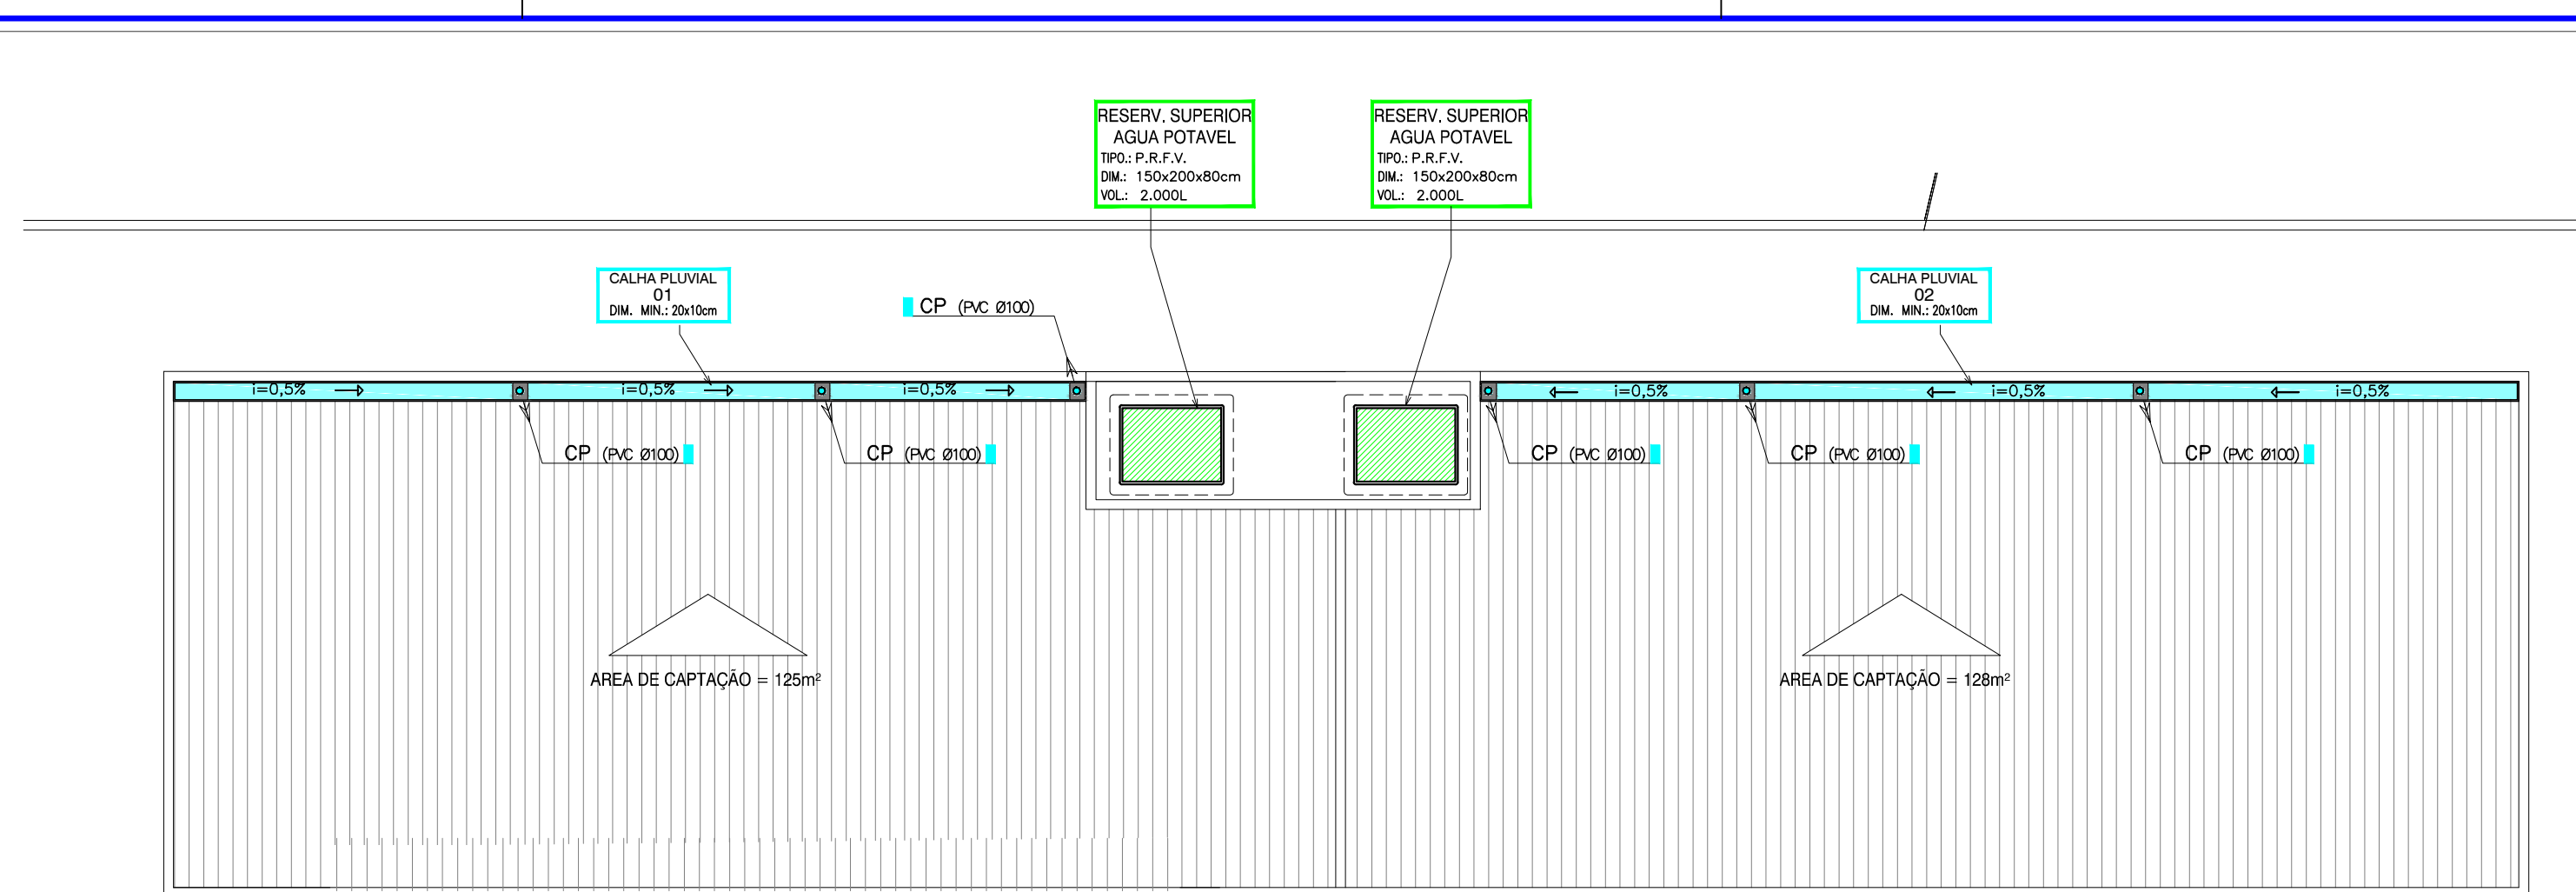 RESERV. SUPERIOR
AGUA POTAVEL
TIPO.: P.R.F.V.
DIM.: 150x200x80cm
VOL.: 2.000L
RESERV. SUPERIOR
AGUA POTAVEL
TIPO.: P.R.F.V.
DIM.: 150x200x80cm
VOL.: 2.000L
CALHA PLUVIAL
01
DIM. MIN.: 20x10cm
CP (PVC Ø100)
CALHA PLUVIAL
02
DIM. MIN.: 20x10cm
i=0,5%
i=0,5%
i=0,5%
i=0,5%
i=0,5%
i=0,5%
CP (PVC Ø100)
CP (PVC Ø100)
CP (PVC Ø100)
CP (PVC Ø100)
CP (PVC Ø100)
AREA DE CAPTAÇÃO = 125m²
AREA DE CAPTAÇÃO = 128m²